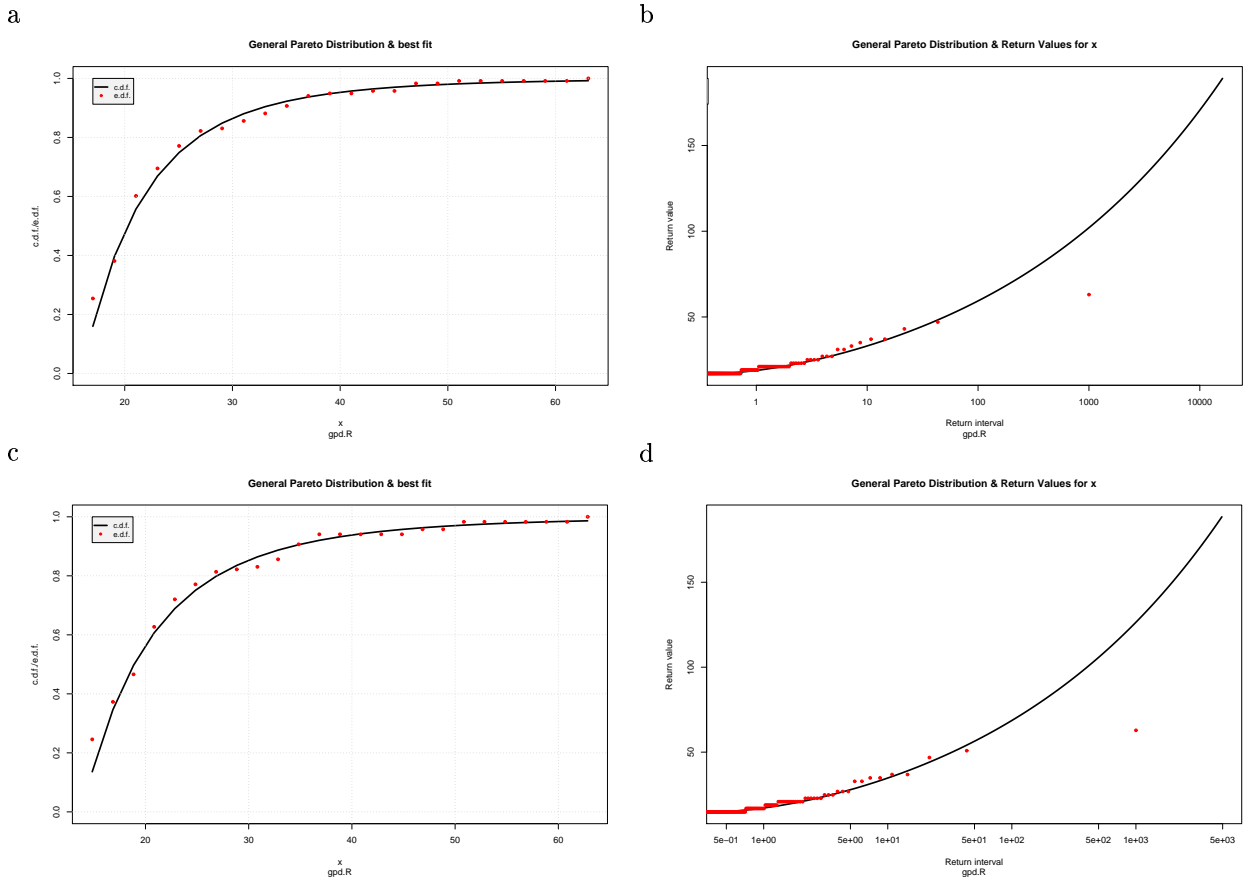 a
General Pareto Distribution & best fit
c.d.f./e.d.f.
1.0
0.8
0.6
0.4
0.2
0.0
c.d.f.
e.d.f.
20 30 40 50 60
x
gpd.R
b
General Pareto Distribution & Return Values for x
Return value
150
100
50
1 10 100 1000 10000
Return interval
gpd.R
c
General Pareto Distribution & best fit
c.d.f./e.d.f.
1.0
0.8
0.6
0.4
0.2
0.0
c.d.f.
e.d.f.
20 30 40 50 60
x
gpd.R
d
General Pareto Distribution & Return Values for x
Return value
150
100
50
5e−01 1e+00 5e+00 1e+01 5e+01 1e+02 5e+02 1e+03 5e+03
Return interval
gpd.R